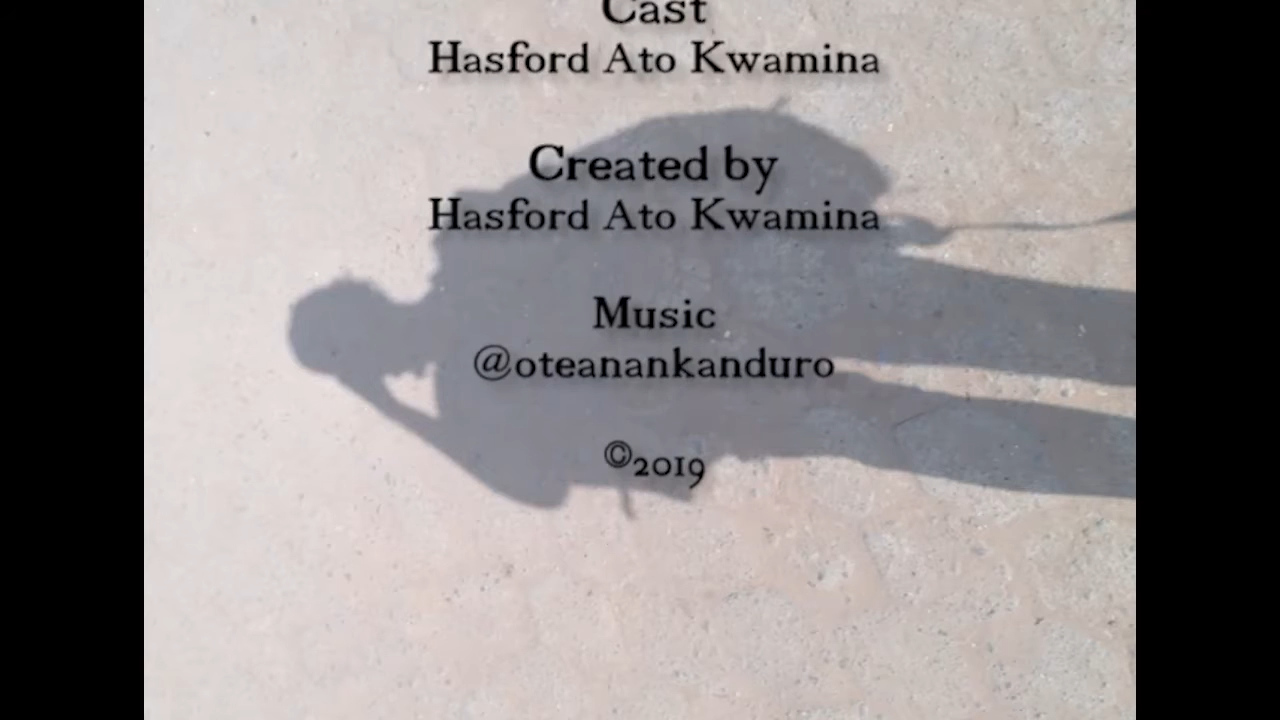 Cast
Hasford Ato Kwamina
Created by
Hasford Ato Kwamina
Music
@oteanankanduro
©2019